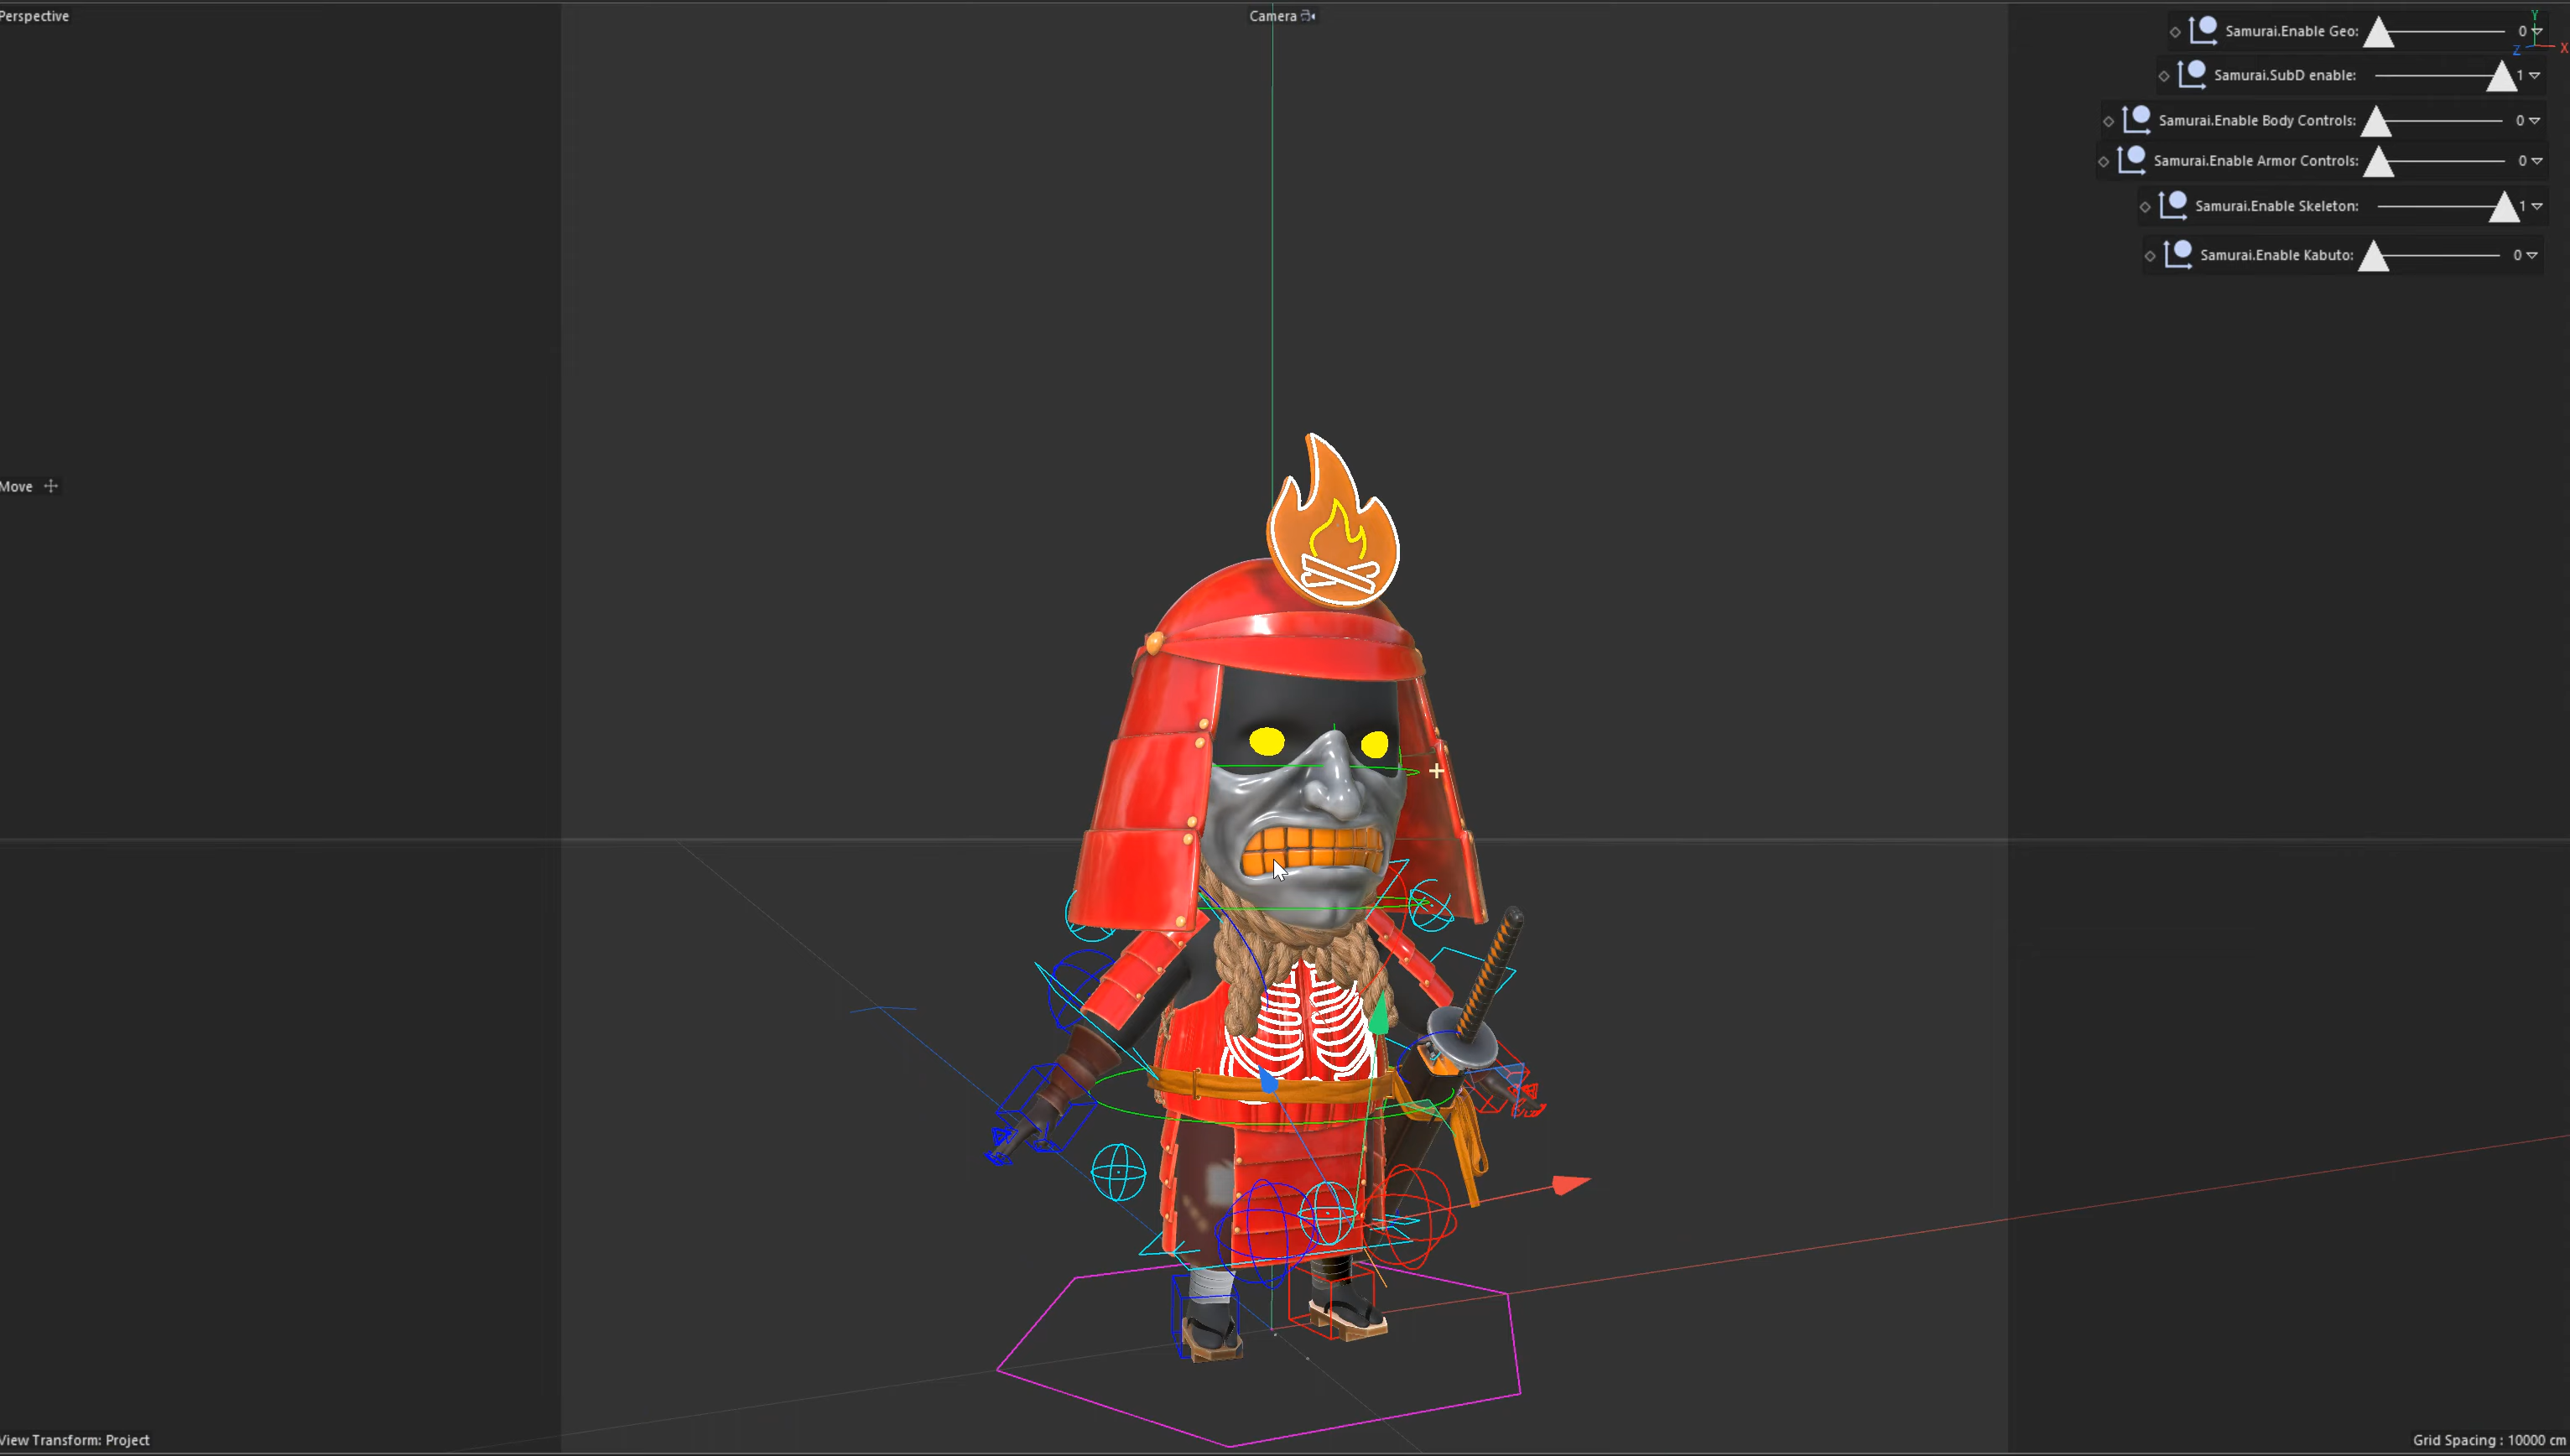 Perspective
Camera
Samurai.Enable Geo: 0
Y
Z X
Samurai.SubD enable: 1
Samurai.Enable Body Controls: 0
Samurai.Enable Armor Controls: 0
Samurai.Enable Skeleton: 1
Samurai.Enable Kabuto: 0
Move
View Transform: Project
Grid Spacing : 10000 cm